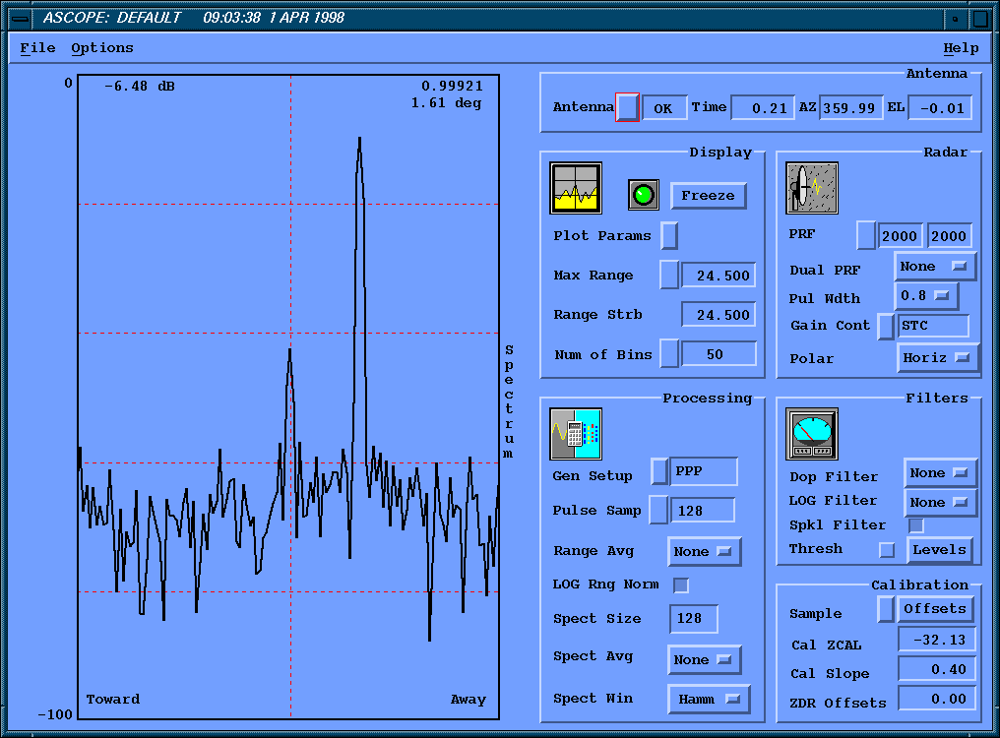 ASCOPE: DEFAULT 09:03:38 1 APR 1998
File Options Help
0
-6.48 dB 0.99921
1.61 deg
Spectrum
Toward Away
-100
Antenna
Antenna OK Time 0.21 AZ 359.99 EL -0.01
Display
Freeze
Plot Params
Max Range 24.500
Range Strb 24.500
Num of Bins 50
Radar
PRF 2000 2000
Dual PRF None
Pul Wdth 0.8
Gain Cont STC
Polar Horiz
Processing
Gen Setup PPP
Pulse Samp 128
Range Avg None
LOG Rng Norm
Spect Size 128
Spect Avg None
Spect Win Hamm
Filters
Dop Filter None
LOG Filter None
Spkl Filter
Thresh Levels
Calibration
Sample Offsets
Cal ZCAL -32.13
Cal Slope 0.40
ZDR Offsets 0.00